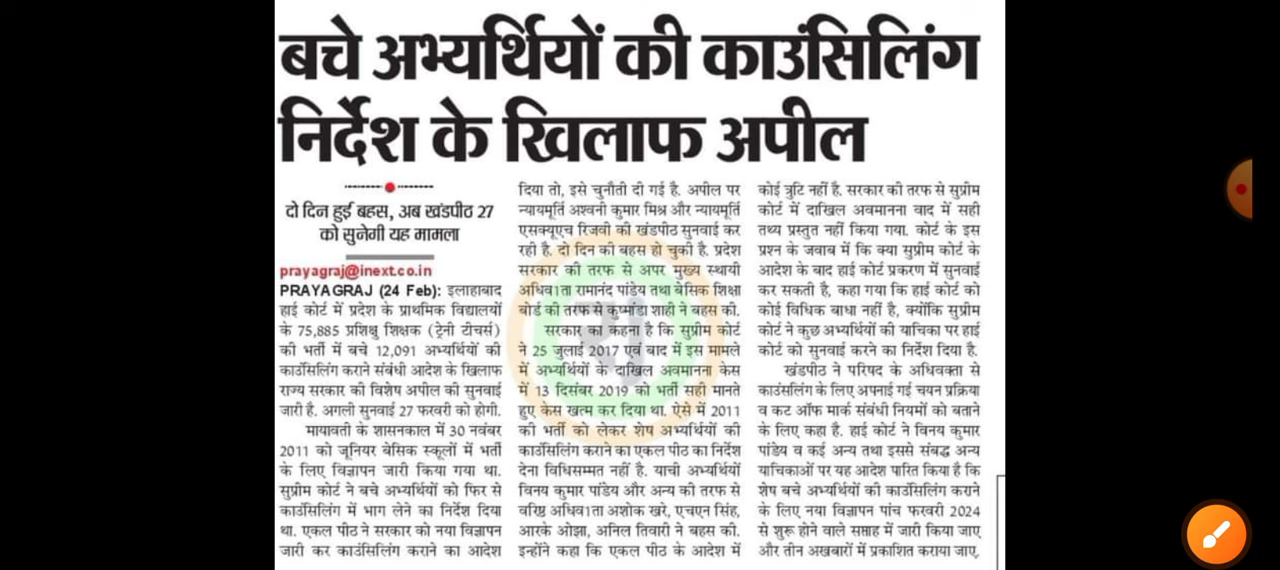 बचे अभ्यर्थियों की काउंसिलिंग
निर्देश के खिलाफ अपील
दो दिन हुई बहस, अब खंडपीठ 27
को सुनेगी यह मामला
prayagraj@inext.co.in
PRAYAGRAJ (24 Feb): इलाहाबाद
हाई कोर्ट में प्रदेश के प्राथमिक विद्यालयों
के 75,885 प्रशिक्षु शिक्षक (ट्रेनी टीचर्स)
की भर्ती में बचे 12,091 अभ्यर्थियों की
काउंसिलिंग कराने संबंधी आदेश के खिलाफ
राज्य सरकार की विशेष अपील की सुनवाई
जारी है. अगली सुनवाई 27 फरवरी को होगी.
मायावती के शासनकाल में 30 नवंबर
2011 को जूनियर बेसिक स्कूलों में भर्ती
के लिए विज्ञापन जारी किया गया था.
सुप्रीम कोर्ट ने बचे अभ्यर्थियों को फिर से
काउंसिलिंग में भाग लेने का निर्देश दिया
था. एकल पीठ ने सरकार को नया विज्ञापन
जारी कर काउंसिलिंग कराने का आदेश
दिया तो, इसे चुनौती दी गई है. अपील पर
न्यायमूर्ति अश्वनी कुमार मिश्र और न्यायमूर्ति
एसक्यूएच रिजवी की खंडपीठ सुनवाई कर
रही है. दो दिन की बहस हो चुकी है. प्रदेश
सरकार की तरफ से अपर मुख्य स्थायी
अधिव1ता रामानंद पांडेय तथा बेसिक शिक्षा
बोर्ड की तरफ से कुष्मांडा शाही ने बहस की.
सरकार का कहना है कि सुप्रीम कोर्ट
ने 25 जुलाई 2017 एवं बाद में इस मामले
में अभ्यर्थियों के दाखिल अवमानना केस
में 13 दिसंबर 2019 को भर्ती सही मानते
हुए केस खत्म कर दिया था. ऐसे में 2011
की भर्ती को लेकर शेष अभ्यर्थियों की
काउंसिलिंग कराने का एकल पीठ का निर्देश
देना विधिसम्मत नहीं है. याची अभ्यर्थियों
विनय कुमार पांडेय और अन्य की तरफ से
वरिष्ठ अधिव1ता अशोक खरे, एचएन सिंह,
आरके ओझा, अनिल तिवारी ने बहस की.
इन्होंने कहा कि एकल पीठ के आदेश में
कोई त्रुटि नहीं है. सरकार की तरफ से सुप्रीम
कोर्ट में दाखिल अवमानना वाद में सही
तथ्य प्रस्तुत नहीं किया गया. कोर्ट के इस
प्रश्न के जवाब में कि क्या सुप्रीम कोर्ट के
आदेश के बाद हाई कोर्ट प्रकरण में सुनवाई
कर सकती है, कहा गया कि हाई कोर्ट को
कोई विधिक बाधा नहीं है, क्योंकि सुप्रीम
कोर्ट ने कुछ अभ्यर्थियों की याचिका पर हाई
कोर्ट को सुनवाई करने का निर्देश दिया है.
खंडपीठ ने परिषद के अधिवक्ता से
काउंसलिंग के लिए अपनाई गई चयन प्रक्रिया
व कट ऑफ मार्क संबंधी नियमों को बताने
के लिए कहा है. हाई कोर्ट ने विनय कुमार
पांडेय व कई अन्य तथा इससे संबद्ध अन्य
याचिकाओं पर यह आदेश पारित किया है कि
शेष बचे अभ्यर्थियों की काउंसिलिंग कराने
के लिए नया विज्ञापन पांच फरवरी 2024
से शुरू होने वाले सप्ताह में जारी किया जाए
और तीन अखबारों में प्रकाशित कराया जाए.